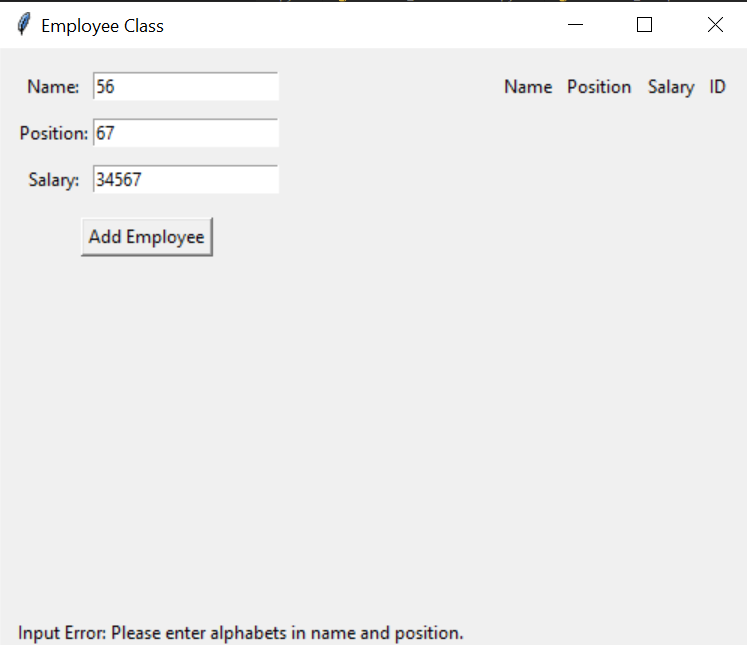 Employee Class
Name: 56 Name Position Salary ID
Position: 67
Salary: 34567
Add Employee
Input Error: Please enter alphabets in name and position.